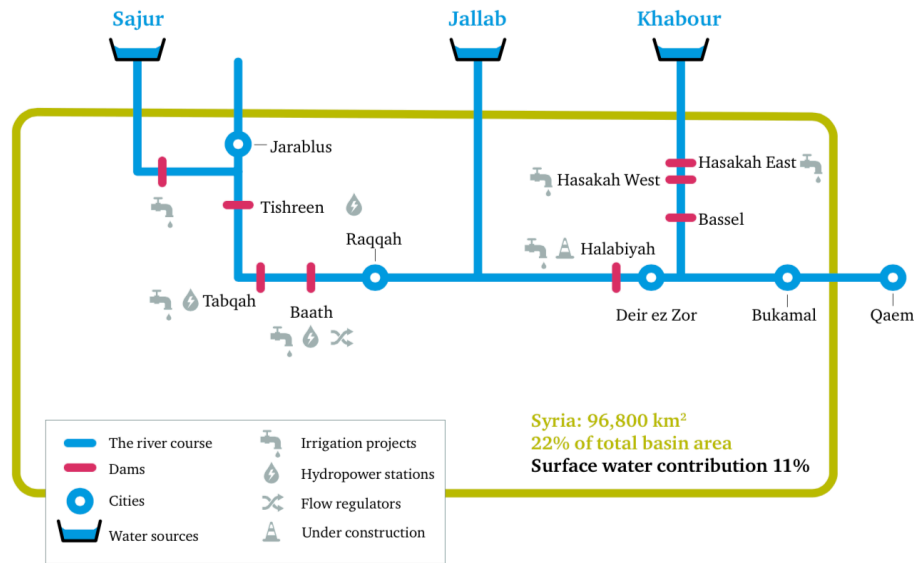 Sajur
Jallab
Khabour
Jarablus
Hasakah East
Hasakah West
Tishreen
Bassel
Raqqah
Halabiyah
Tabqah
Baath
Deir ez Zor
Bukamal
Qaem
Syria: 96,800 km²
22% of total basin area
Surface water contribution 11%
The river course
Dams
Cities
Water sources
Irrigation projects
Hydropower stations
Flow regulators
Under construction